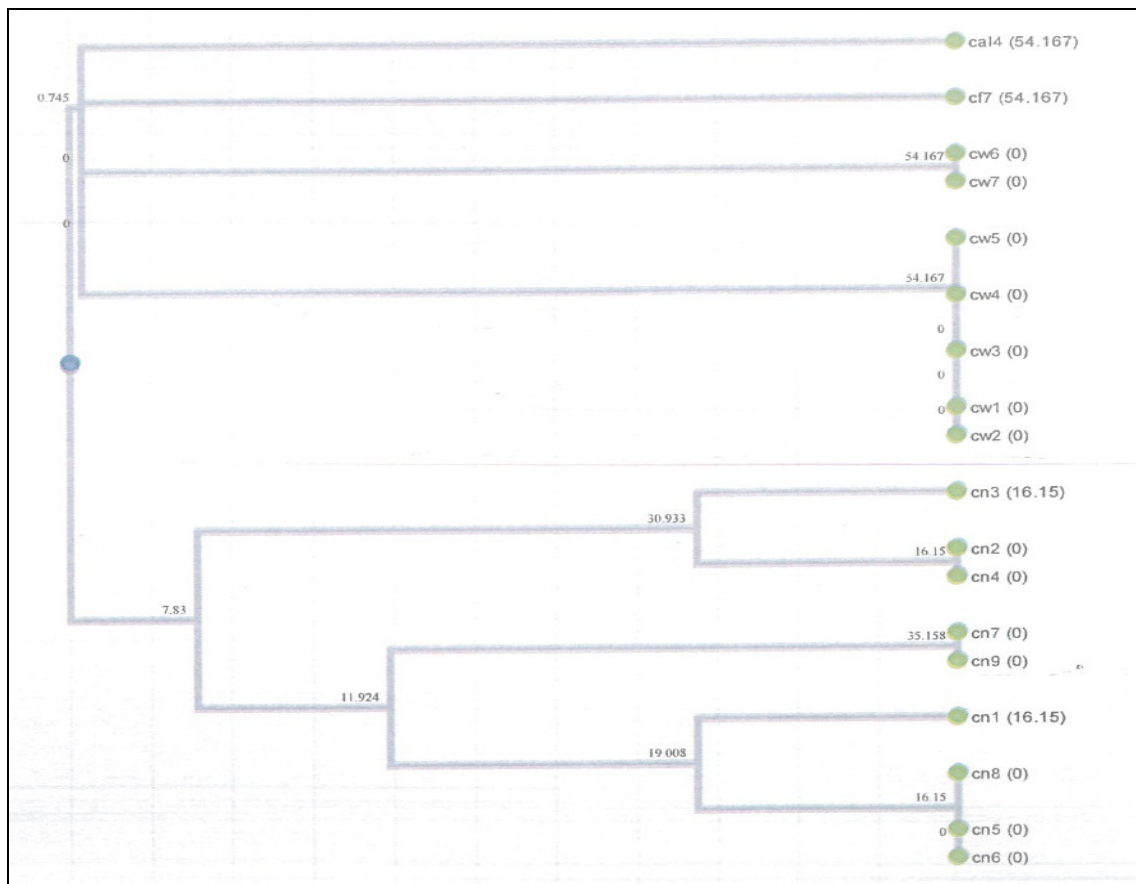 cal4 (54.167)
0.745
cf7 (54.167)
0
54.167
cw6 (0)
cw7 (0)
0
cw5 (0)
54.167
cw4 (0)
0
cw3 (0)
0
0
cw1 (0)
cw2 (0)
cn3 (16.15)
30.933
cn2 (0)
16.15
cn4 (0)
7.83
cn7 (0)
35.158
cn9 (0)
11.924
cn1 (16.15)
19.008
cn8 (0)
16.15
0
cn5 (0)
cn6 (0)